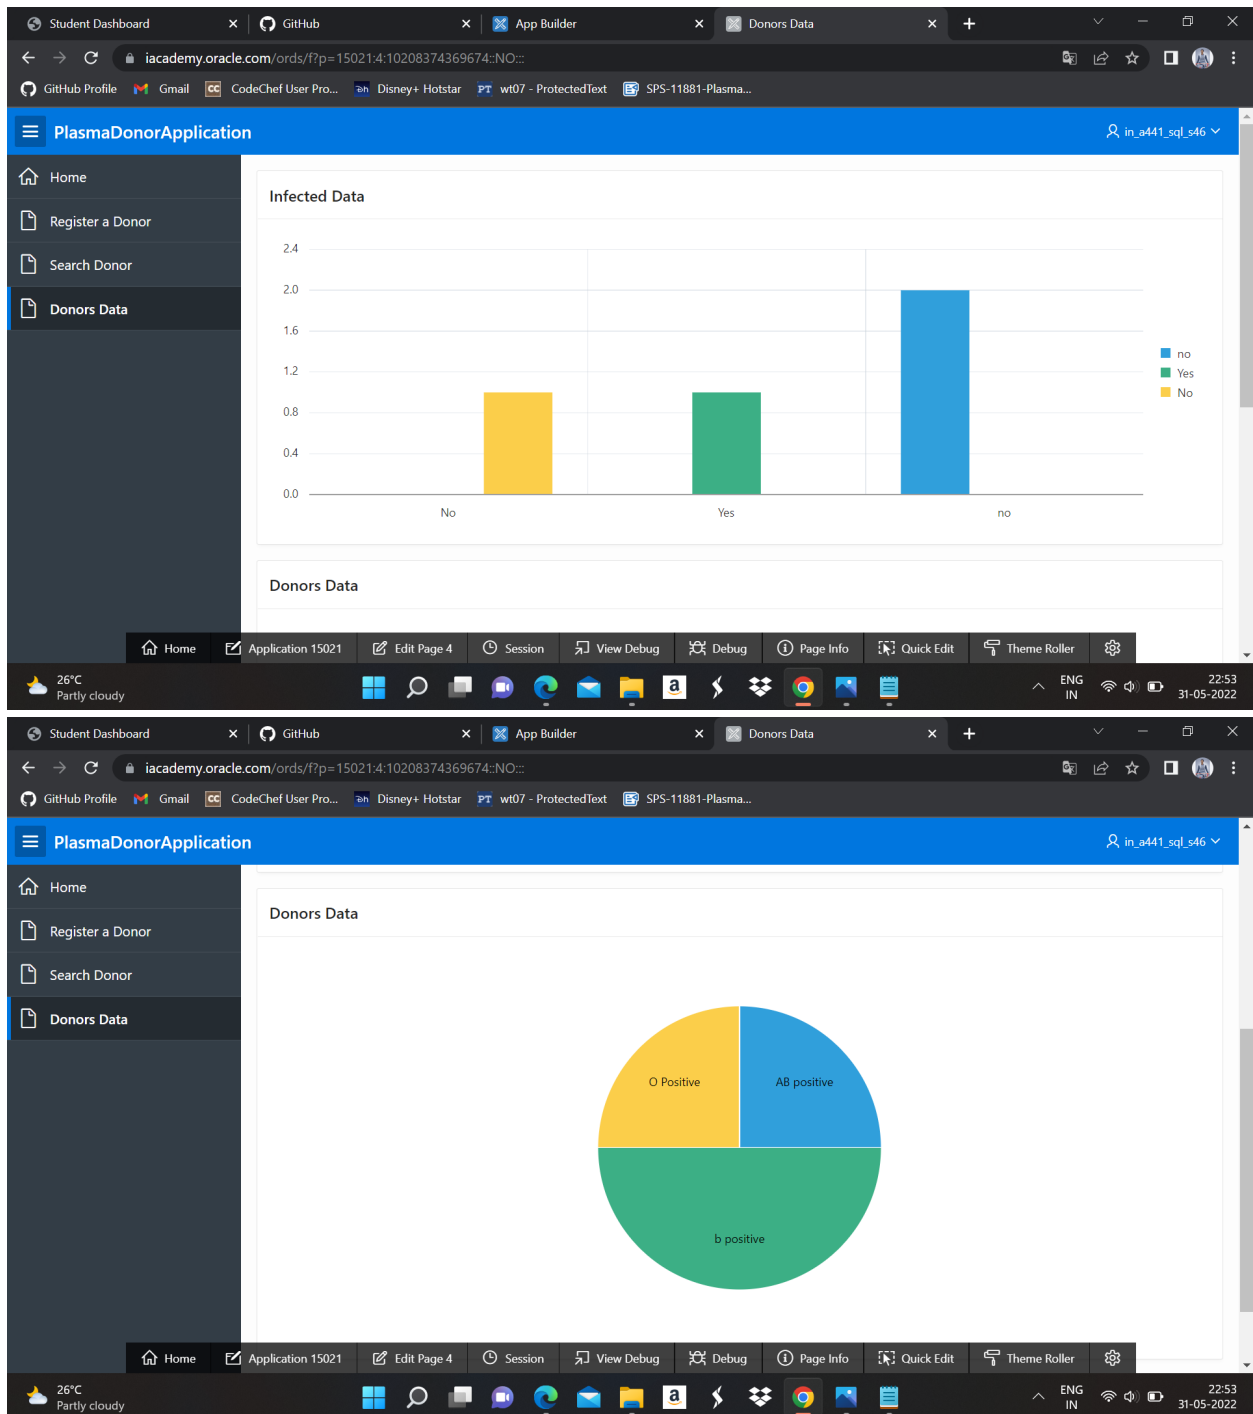 Student Dashboard GitHub App Builder Donors Data
iacademy.oracle.com/ords/f?p=15021:4:10208374369674::NO:::
GitHub Profile Gmail CC CodeChef User Pro... Disney+ Hotstar PT wt07 - ProtectedText SPS-11881-Plasma...
PlasmaDonorApplication in_a441_sql_s46
Home
Register a Donor
Search Donor
Donors Data
Infected Data
2.4
2.0
1.6
1.2
0.8
0.4
0.0
No Yes no
no
Yes
No
Donors Data
Home Application 15021 Edit Page 4 Session View Debug Debug Page Info Quick Edit Theme Roller
26°C
Partly cloudy
ENG
IN
22:53
31-05-2022
Student Dashboard GitHub App Builder Donors Data
iacademy.oracle.com/ords/f?p=15021:4:10208374369674::NO:::
GitHub Profile Gmail CC CodeChef User Pro... Disney+ Hotstar PT wt07 - ProtectedText SPS-11881-Plasma...
PlasmaDonorApplication in_a441_sql_s46
Home
Register a Donor
Search Donor
Donors Data
Donors Data
O Positive AB positive
b positive
Home Application 15021 Edit Page 4 Session View Debug Debug Page Info Quick Edit Theme Roller
26°C
Partly cloudy
ENG
IN
22:53
31-05-2022